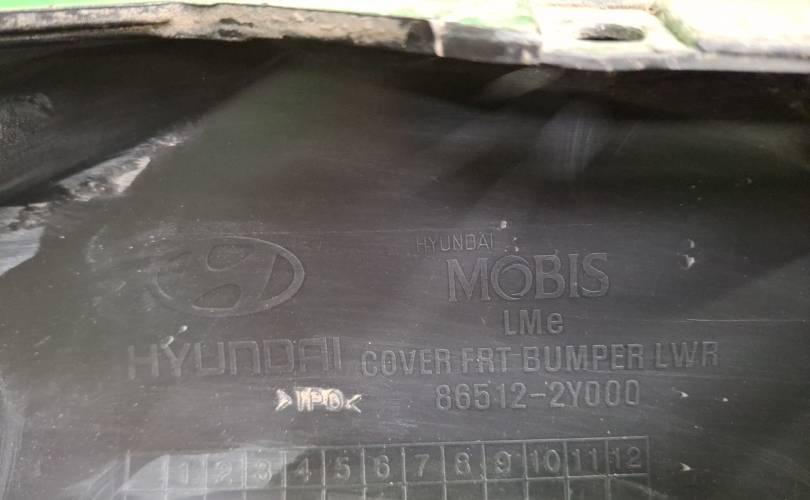 HYUNDAI
MOBIS
LMe
HYUNDAI
COVER FRT BUMPER LWR
86512-2Y000
>TPO<
1 2 3 4 5 6 7 8 9 10 11 12